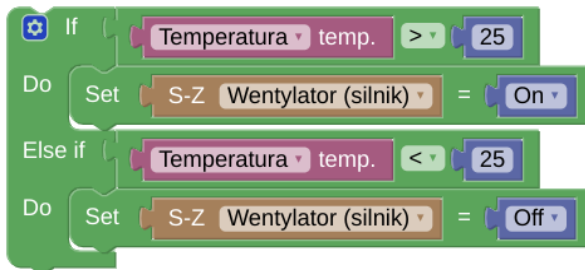 If Temperatura temp. > 25
Do Set S-Z Wentylator (silnik) = On
Else if Temperatura temp. < 25
Do Set S-Z Wentylator (silnik) = Off